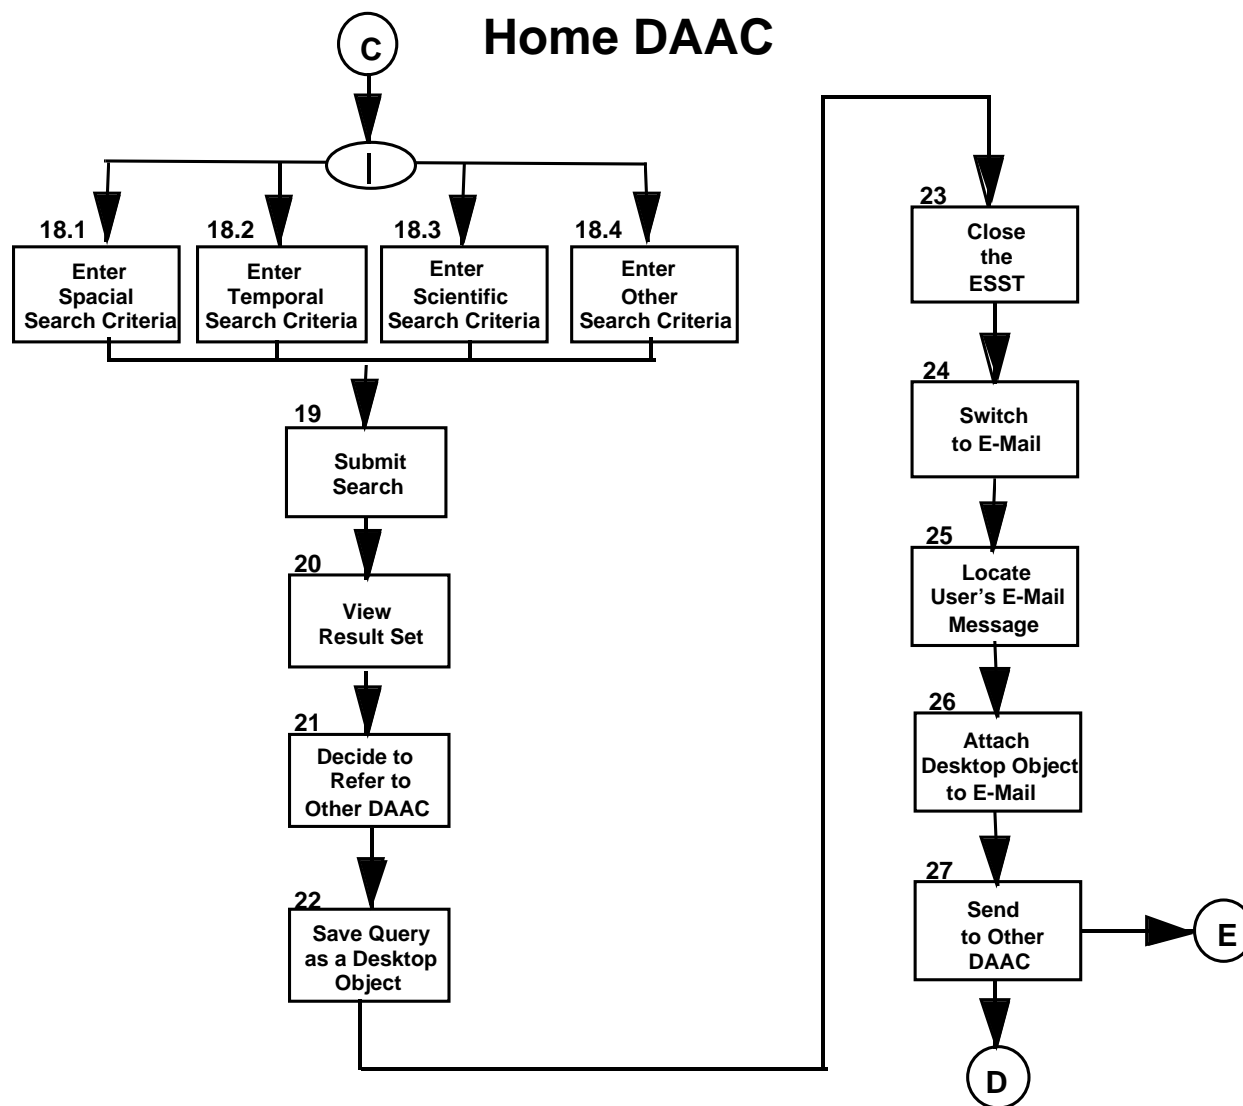 Home DAAC
C
I
18.1
Enter
Spacial
Search Criteria
18.2
Enter
Temporal
Search Criteria
18.3
Enter
Scientific
Search Criteria
18.4
Enter
Other
Search Criteria
19
Submit
Search
20
View
Result Set
21
Decide to
Refer to
Other DAAC
22
Save Query
as a Desktop
Object
23
Close
the
ESST
24
Switch
to E-Mail
25
Locate
User's E-Mail
Message
26
Attach
Desktop Object
to E-Mail
27
Send
to Other
DAAC
E
D